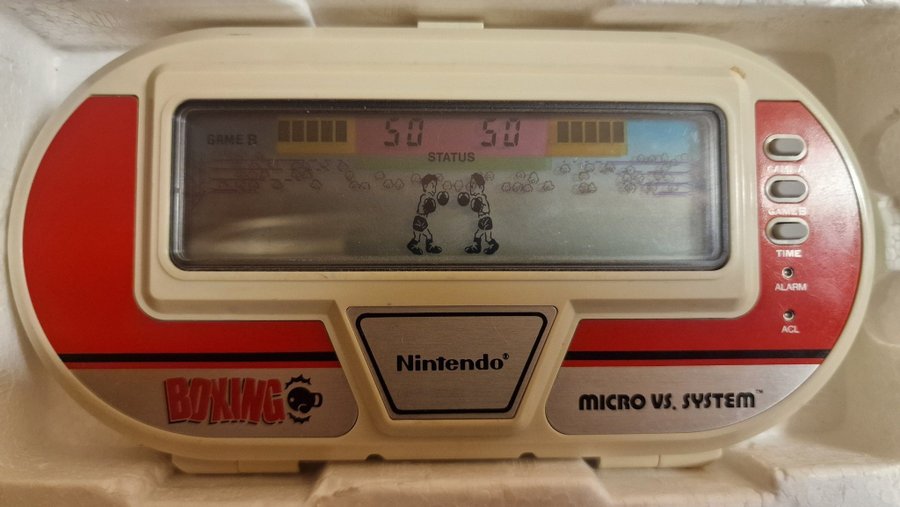 GAME B
50 50
STATUS
GAME A
GAME B
TIME
ALARM
ACL
Nintendo®
BOXING
MICRO VS. SYSTEM™